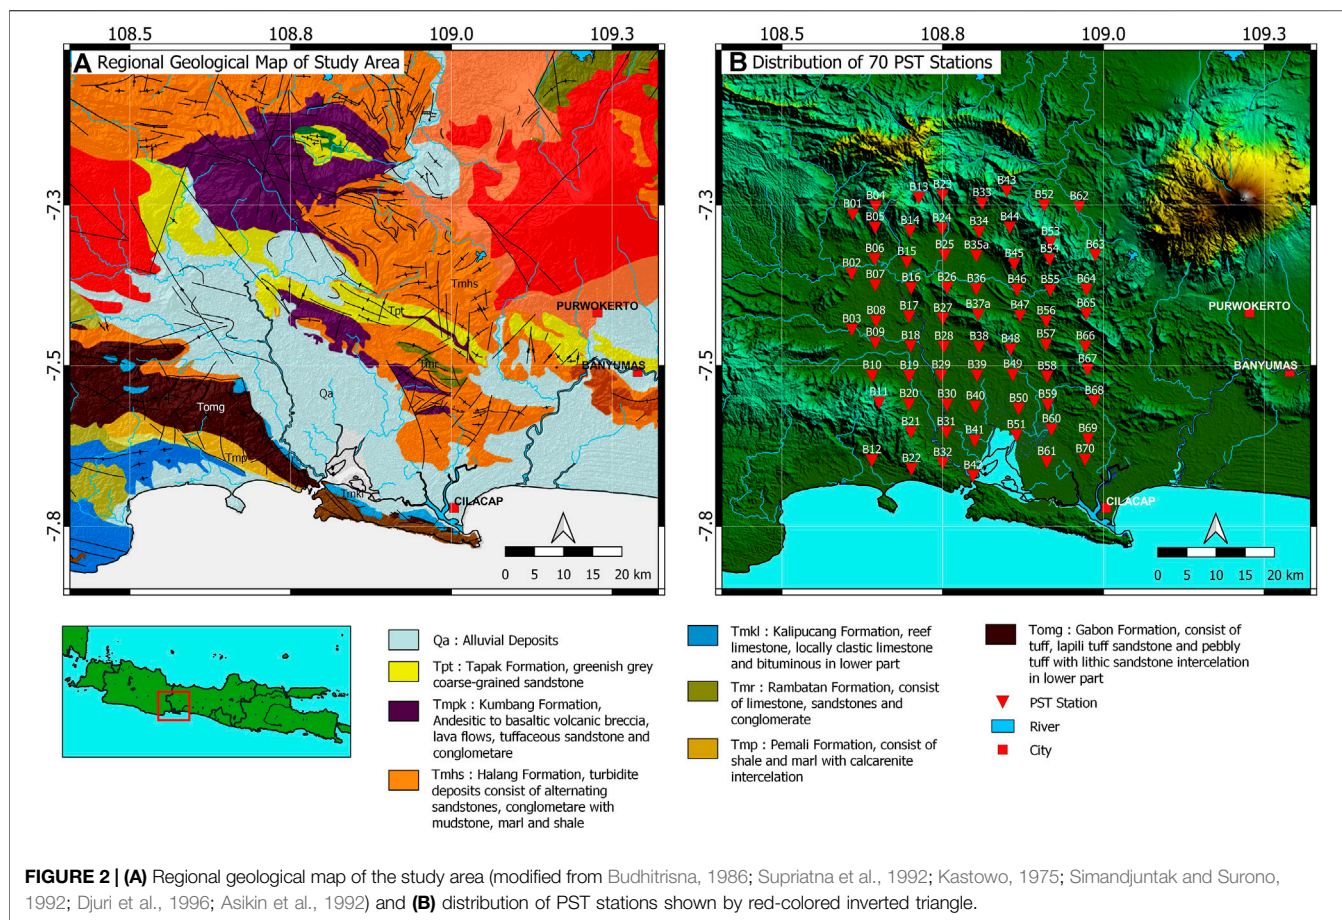 108.5 108.8 109.0 109.3
A Regional Geological Map of Study Area
-7.3
-7.5
-7.8
Tmhs
Tpt
PURWOKERTO
Tmr
BANYUMAS
Qa
Tomg
Tmp
Tmkl
CILACAP
0 5 10 15 20 km
108.5 108.8 109.0 109.3
B Distribution of 70 PST Stations
-7.3
-7.5
-7.8
B01 B04 B13 B23 B33 B43 B52 B62
B05 B14 B24 B34 B44 B53
B02 B06 B15 B25 B35a B45 B54 B63
B07 B16 B26 B36 B46 B55 B64
B03 B08 B17 B27 B37a B47 B56 B65
B09 B18 B28 B38 B48 B57 B66
B10 B19 B29 B39 B49 B58 B67
B11 B20 B30 B40 B50 B59 B68
B21 B31 B41 B51 B60 B69
B12 B22 B32 B42 B61 B70
PURWOKERTO
BANYUMAS
CILACAP
0 5 10 15 20 km
Qa : Alluvial Deposits
Tpt : Tapak Formation, greenish grey
coarse-grained sandstone
Tmpk : Kumbang Formation,
Andesitic to basaltic volcanic breccia,
lava flows, tuffaceous sandstone and
conglometare
Tmhs : Halang Formation, turbidite
deposits consist of alternating
sandstones, conglometare with
mudstone, marl and shale
Tmkl : Kalipucang Formation, reef
limestone, locally clastic limestone
and bituminous in lower part
Tmr : Rambatan Formation, consist
of limestone, sandstones and
conglomerate
Tmp : Pemali Formation, consist of
shale and marl with calcarenite
intercelation
Tomg : Gabon Formation, consist of
tuff, lapili tuff sandstone and pebbly
tuff with lithic sandstone intercelation
in lower part
PST Station
River
City
FIGURE 2 | (A) Regional geological map of the study area (modified from Budhitrisna, 1986; Supriatna et al., 1992; Kastowo, 1975; Simandjuntak and Surono,
1992; Djuri et al., 1996; Asikin et al., 1992) and (B) distribution of PST stations shown by red-colored inverted triangle.